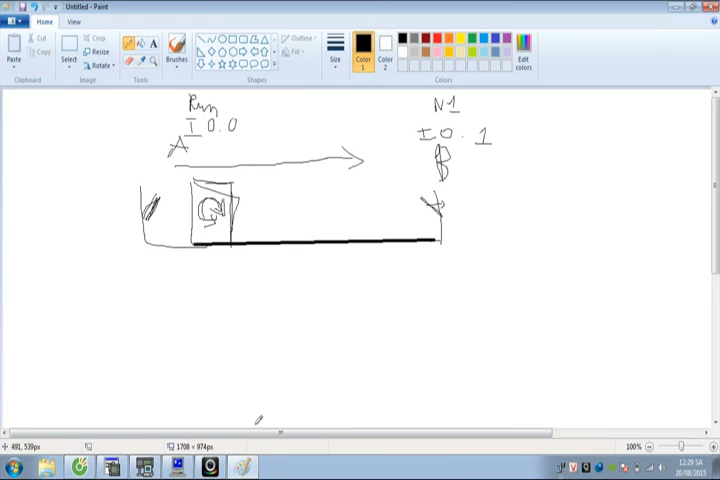 Untitled - Paint
Home
View
Paste
Cut
Copy
Clipboard
Select
Crop
Resize
Rotate
Image
A
Tools
Brushes
Outline
Fill
Shapes
Size
Color
1
Color
2
Edit
colors
Colors
Run
I 0.0
A
N1
I0.1
B
491, 539px
1708 × 974px
100%
12:29 SA
20/08/2015